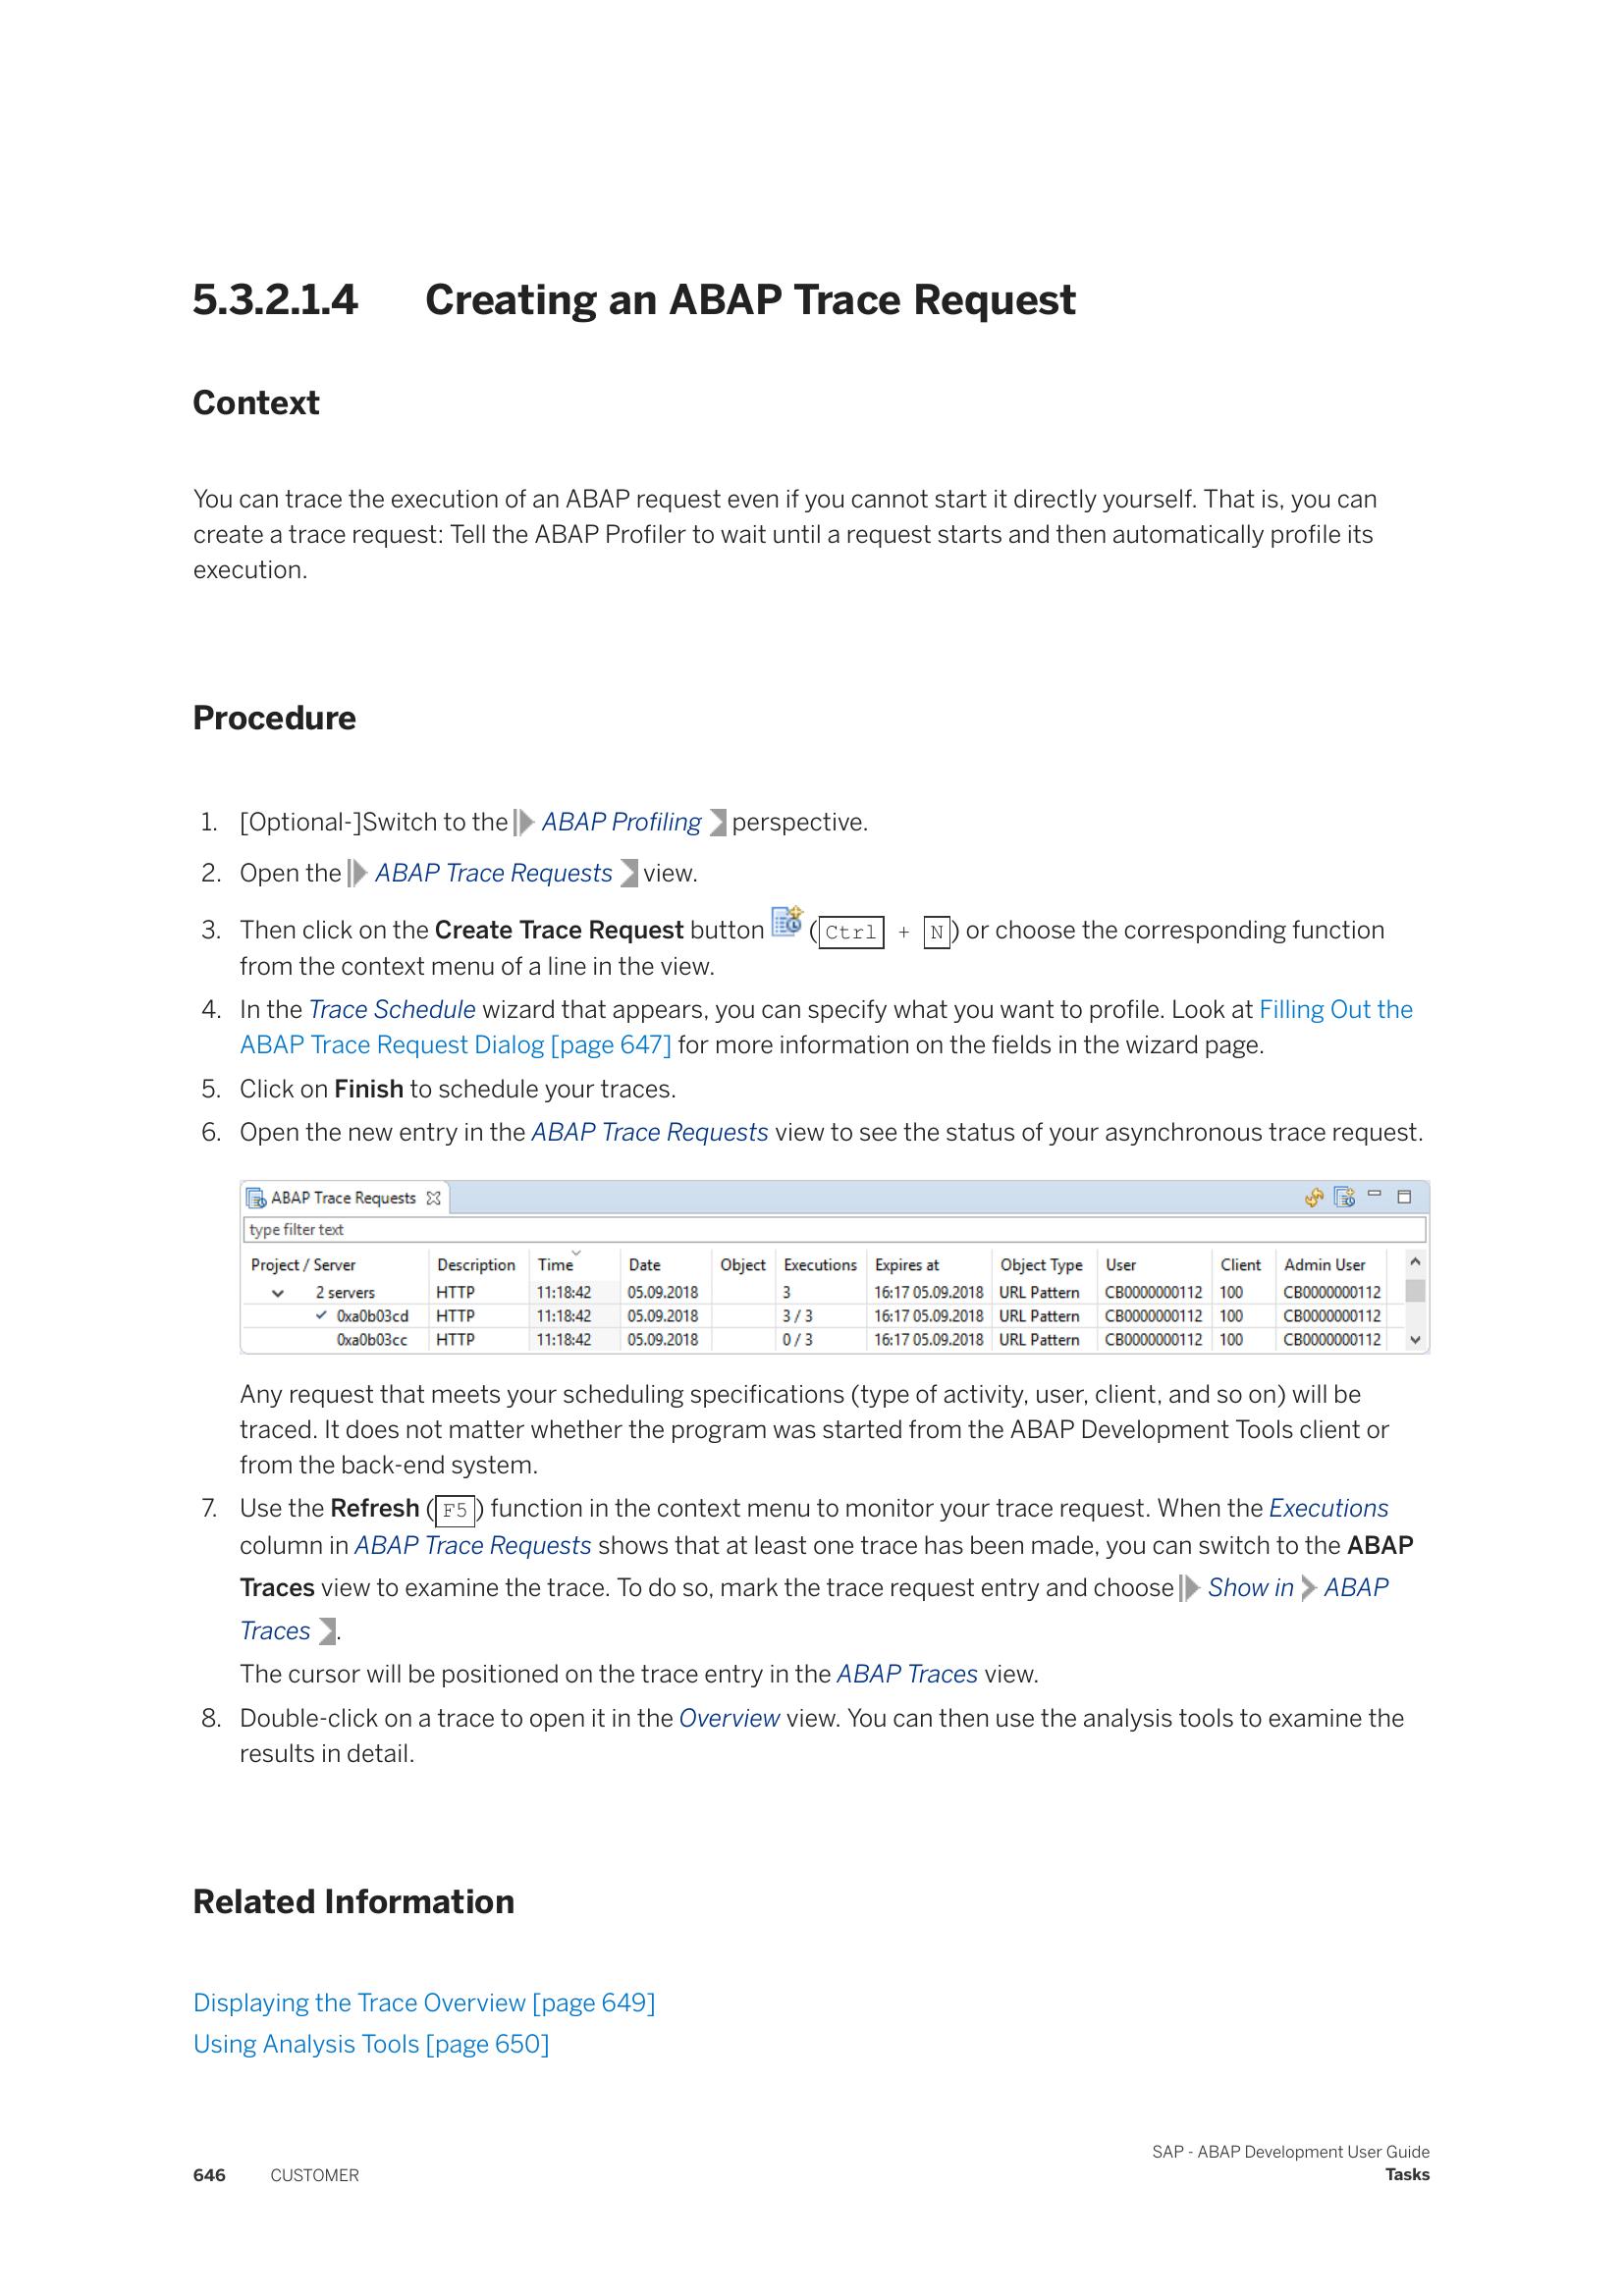 5.3.2.1.4 Creating an ABAP Trace Request
Context
You can trace the execution of an ABAP request even if you cannot start it directly yourself. That is, you can
create a trace request: Tell the ABAP Profiler to wait until a request starts and then automatically profile its
execution.
Procedure
1. [Optional-]Switch to the ABAP Profiling perspective.
2. Open the ABAP Trace Requests view.
3. Then click on the Create Trace Request button (Ctrl + N) or choose the corresponding function
from the context menu of a line in the view.
4. In the Trace Schedule wizard that appears, you can specify what you want to profile. Look at Filling Out the
ABAP Trace Request Dialog [page 647] for more information on the fields in the wizard page.
5. Click on Finish to schedule your traces.
6. Open the new entry in the ABAP Trace Requests view to see the status of your asynchronous trace request.
ABAP Trace Requests
type filter text
Project / Server Description Time Date Object Executions Expires at Object Type User Client Admin User
2 servers HTTP 11:18:42 05.09.2018 3 16:17 05.09.2018 URL Pattern CB0000000112 100 CB0000000112
0xa0b03cd HTTP 11:18:42 05.09.2018 3 / 3 16:17 05.09.2018 URL Pattern CB0000000112 100 CB0000000112
0xa0b03cc HTTP 11:18:42 05.09.2018 0 / 3 16:17 05.09.2018 URL Pattern CB0000000112 100 CB0000000112
Any request that meets your scheduling specifications (type of activity, user, client, and so on) will be
traced. It does not matter whether the program was started from the ABAP Development Tools client or
from the back-end system.
7. Use the Refresh (F5) function in the context menu to monitor your trace request. When the Executions
column in ABAP Trace Requests shows that at least one trace has been made, you can switch to the ABAP
Traces view to examine the trace. To do so, mark the trace request entry and choose Show in ABAP
Traces .
The cursor will be positioned on the trace entry in the ABAP Traces view.
8. Double-click on a trace to open it in the Overview view. You can then use the analysis tools to examine the
results in detail.
Related Information
Displaying the Trace Overview [page 649]
Using Analysis Tools [page 650]
SAP - ABAP Development User Guide
646 CUSTOMER Tasks